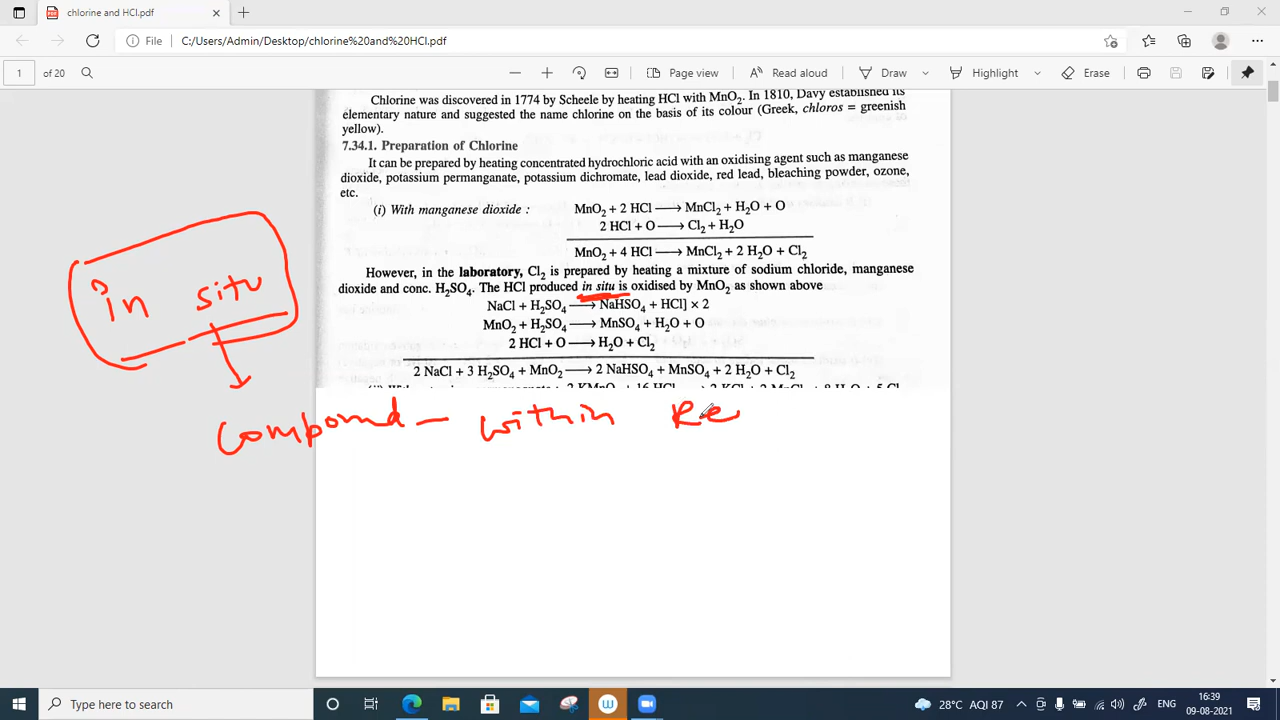 chlorine and HCl.pdf
File C:/Users/Admin/Desktop/chlorine%20and%20HCl.pdf
1 of 20 Page view Read aloud Draw Highlight Erase
Chlorine was discovered in 1774 by Scheele by heating HCl with MnO₂. In 1810, Davy established its
elementary nature and suggested the name chlorine on the basis of its colour (Greek, chloros = greenish
yellow).
7.34.1. Preparation of Chlorine
It can be prepared by heating concentrated hydrochloric acid with an oxidising agent such as manganese
dioxide, potassium permanganate, potassium dichromate, lead dioxide, red lead, bleaching powder, ozone,
etc.
(i) With manganese dioxide : MnO₂ + 2 HCl ⟶ MnCl₂ + H₂O + O
2 HCl + O ⟶ Cl₂ + H₂O
MnO₂ + 4 HCl ⟶ MnCl₂ + 2 H₂O + Cl₂
However, in the laboratory, Cl₂ is prepared by heating a mixture of sodium chloride, manganese
dioxide and conc. H₂SO₄. The HCl produced in situ is oxidised by MnO₂ as shown above
NaCl + H₂SO₄ ⟶ NaHSO₄ + HCl] × 2
MnO₂ + H₂SO₄ ⟶ MnSO₄ + H₂O + O
2 HCl + O ⟶ H₂O + Cl₂
2 NaCl + 3 H₂SO₄ + MnO₂ ⟶ 2 NaHSO₄ + MnSO₄ + 2 H₂O + Cl₂
in situ
compound - within Re
Type here to search
28°C AQI 87 ENG 16:39
09-08-2021